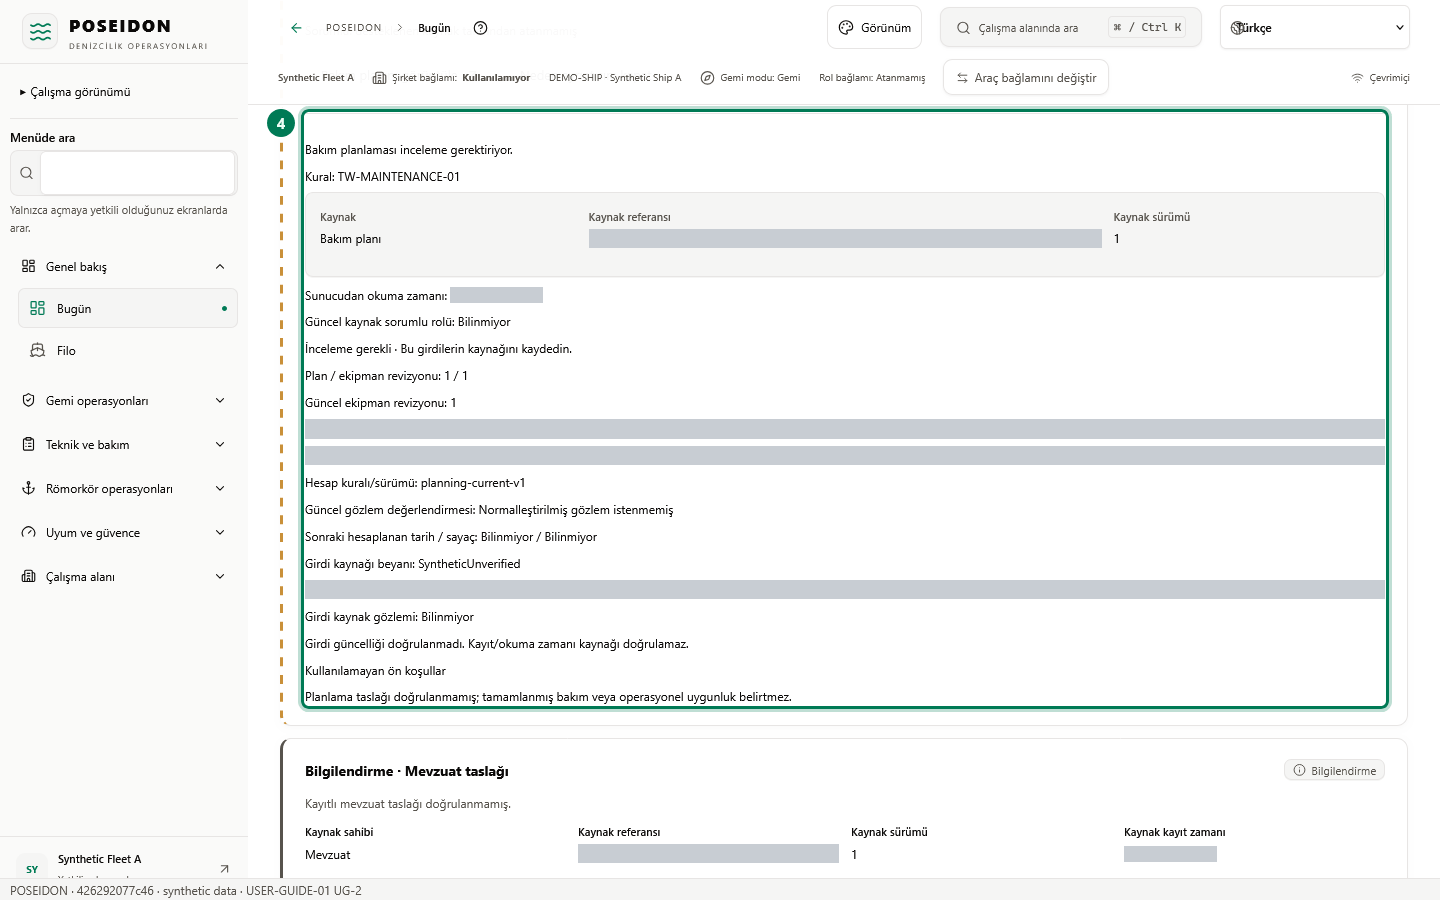 POSEIDON
DENİZCİLİK OPERASYONLARI
POSEIDON
Bugün
Görünüm
Çalışma alanında ara
⌘ / Ctrl K
Türkçe
Synthetic Fleet A
Şirket bağlamı: Kullanılamıyor
DEMO-SHIP · Synthetic Ship A
Gemi modu: Gemi
Rol bağlamı: Atanmamış
Araç bağlamını değiştir
Çevrimiçi
Çalışma görünümü
Menüde ara
Yalnızca açmaya yetkili olduğunuz ekranlarda
arar.
Genel bakış
Bugün
Filo
Gemi operasyonları
Teknik ve bakım
Römorkör operasyonları
Uyum ve güvence
Çalışma alanı
SY
Synthetic Fleet A
4
Bakım planlaması inceleme gerektiriyor.
Kural: TW-MAINTENANCE-01
Kaynak
Kaynak referansı
Kaynak sürümü
Bakım planı
1
Sunucudan okuma zamanı:
Güncel kaynak sorumlu rolü: Bilinmiyor
İnceleme gerekli · Bu girdilerin kaynağını kaydedin.
Plan / ekipman revizyonu: 1 / 1
Güncel ekipman revizyonu: 1
Hesap kuralı/sürümü: planning-current-v1
Güncel gözlem değerlendirmesi: Normalleştirilmiş gözlem istenmemiş
Sonraki hesaplanan tarih / sayaç: Bilinmiyor / Bilinmiyor
Girdi kaynağı beyanı: SyntheticUnverified
Girdi kaynak gözlemi: Bilinmiyor
Girdi güncelliği doğrulanmadı. Kayıt/okuma zamanı kaynağı doğrulamaz.
Kullanılamayan ön koşullar
Planlama taslağı doğrulanmamış; tamamlanmış bakım veya operasyonel uygunluk belirtmez.
Bilgilendirme · Mevzuat taslağı
Bilgilendirme
Kayıtlı mevzuat taslağı doğrulanmamış.
Kaynak sahibi
Kaynak referansı
Kaynak sürümü
Kaynak kayıt zamanı
Mevzuat
1
POSEIDON · 426292077c46 · synthetic data · USER-GUIDE-01 UG-2